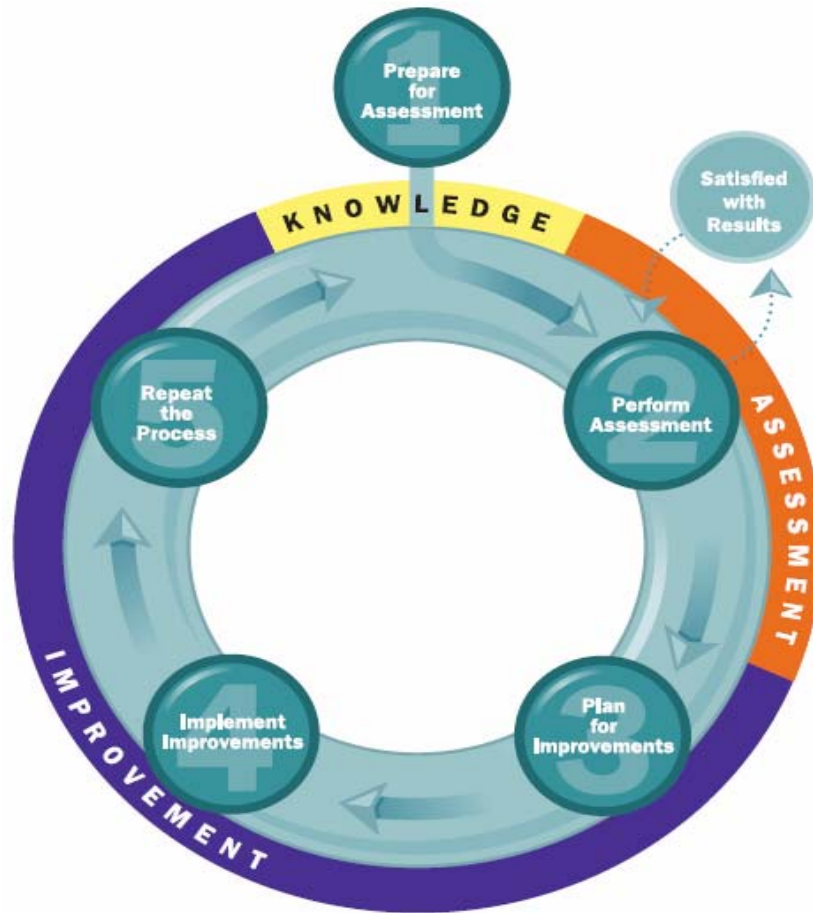 1
Prepare
for
Assessment
KNOWLEDGE
Satisfied
with
Results
2
Perform
Assessment
ASSESSMENT
3
Plan
for
Improvements
4
Implement
Improvements
IMPROVEMENT
5
Repeat
the
Process